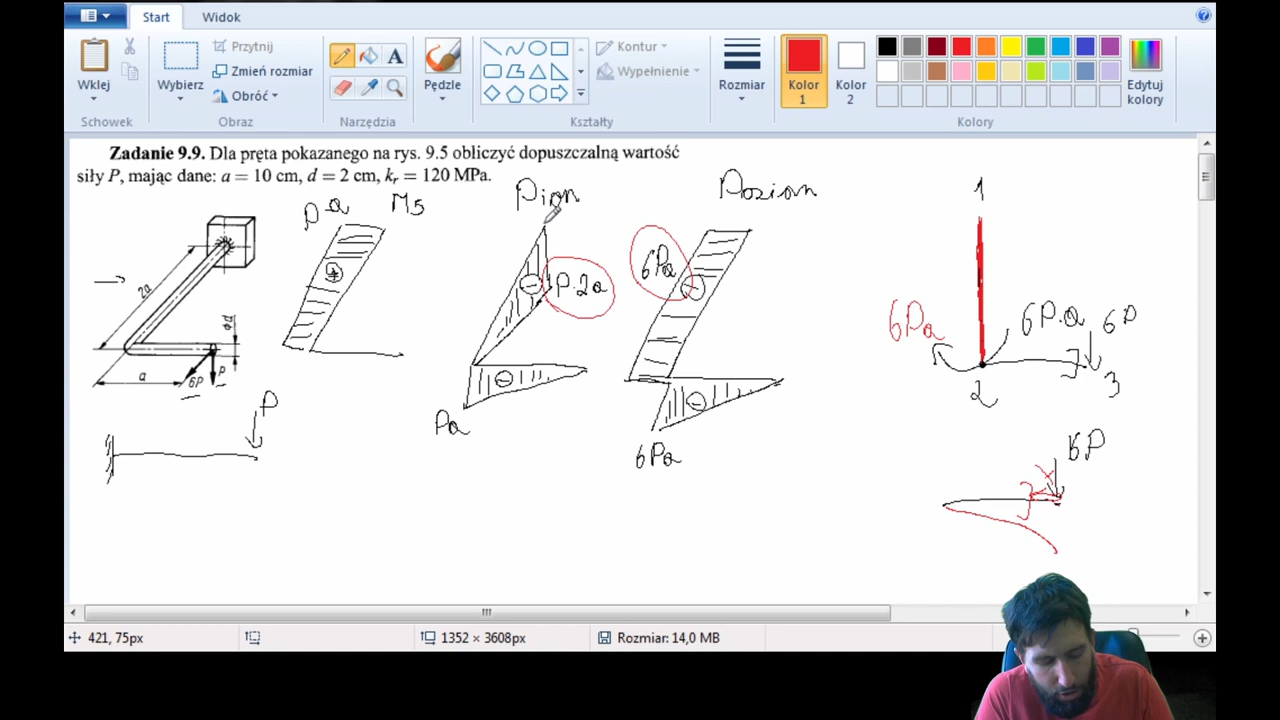 Start
Widok
Wklej
Schowek
Wybierz
Przytnij
Zmień rozmiar
Obróć
Obraz
A
Narzędzia
Pędzle
Kontur
Wypełnienie
Kształty
Rozmiar
Kolor 1
Kolor 2
Edytuj kolory
Kolory
Zadanie 9.9. Dla pręta pokazanego na rys. 9.5 obliczyć dopuszczalną wartość
siły P, mając dane: a = 10 cm, d = 2 cm, kr = 120 MPa.
Pa
Ms
Pion
Poziom
1
2a
6Pa
P·2a
6Pa
6P·a
6P
ød
a
6P
P
2
3
P
Pa
6Pa
6P
x
421, 75px
1352 × 3608px
Rozmiar: 14,0 MB